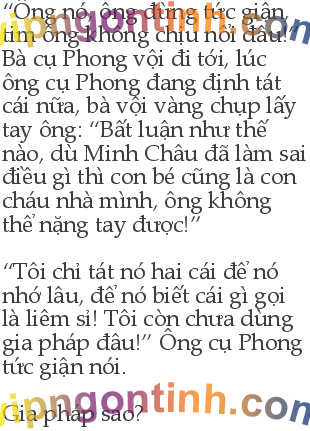 “Ông nó, ông đừng tức giận,
tim ông không chịu nổi đâu!”
Bà cụ Phong vội đi tới, lúc
ông cụ Phong đang định tát
cái nữa, bà vội vàng chụp lấy
tay ông: “Bất luận như thế
nào, dù Minh Châu đã làm sai
điều gì thì con bé cũng là con
cháu nhà mình, ông không
thể nặng tay được!”
“Tôi chỉ tát nó hai cái để nó
nhớ lâu, để nó biết cái gì gọi
là liêm sỉ! Tôi còn chưa dùng
gia pháp đâu!” Ông cụ Phong
tức giận nói.
Gia pháp sao?
vipngontinh.com
vipngontinh.com